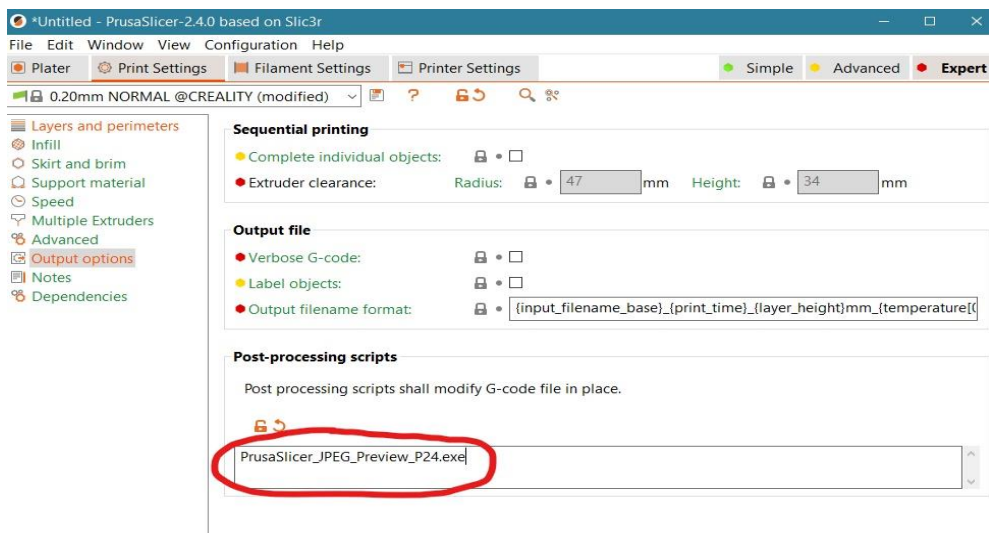 *Untitled - PrusaSlicer-2.4.0 based on Slic3r
File Edit Window View Configuration Help
Plater Print Settings Filament Settings Printer Settings Simple Advanced Expert
0.20mm NORMAL @CREALITY (modified) ?
Layers and perimeters
Infill
Skirt and brim
Support material
Speed
Multiple Extruders
Advanced
Output options
Notes
Dependencies
Sequential printing
Complete individual objects:
Extruder clearance: Radius: 47 mm Height: 34 mm
Output file
Verbose G-code:
Label objects:
Output filename format: {input_filename_base}_{print_time}_{layer_height}mm_{temperature[(
Post-processing scripts
Post processing scripts shall modify G-code file in place.
PrusaSlicer_JPEG_Preview_P24.exe